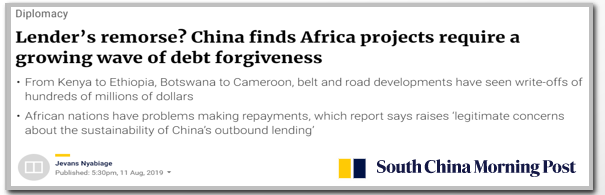 Diplomacy
Lender’s remorse? China finds Africa projects require a
growing wave of debt forgiveness
• From Kenya to Ethiopia, Botswana to Cameroon, belt and road developments have seen write-offs of
hundreds of millions of dollars
• African nations have problems making repayments, which report says raises ‘legitimate concerns
about the sustainability of China’s outbound lending’
Jevans Nyabiage
Published: 5:30pm, 11 Aug, 2019
South China Morning Post